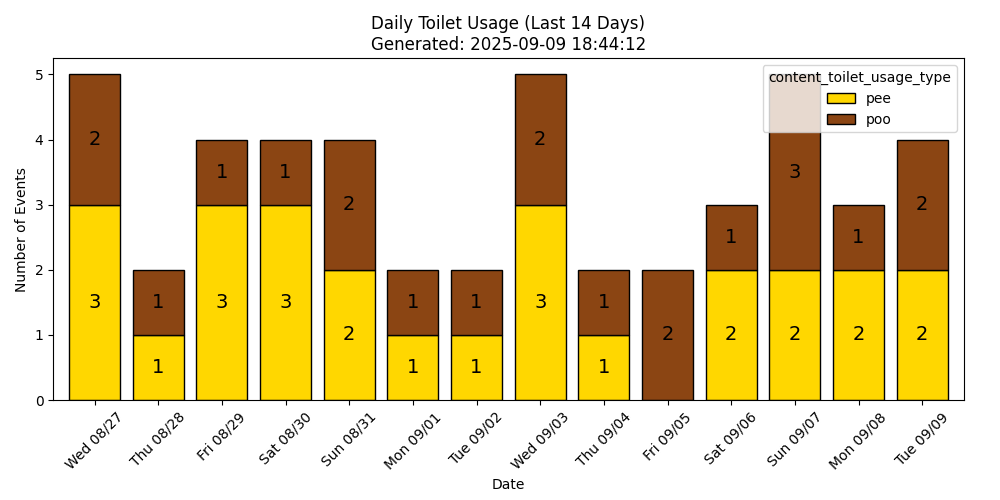 Daily Toilet Usage (Last 14 Days)
Generated: 2025-09-09 18:44:12
content_toilet_usage_type
pee
poo
Number of Events
5
4
3
2
1
0
2
1
1
1
2
1
1
2
1
2
1
3
1
2
3
1
3
3
2
1
1
3
1
2
2
2
2
Wed 08/27
Thu 08/28
Fri 08/29
Sat 08/30
Sun 08/31
Mon 09/01
Tue 09/02
Wed 09/03
Thu 09/04
Fri 09/05
Sat 09/06
Sun 09/07
Mon 09/08
Tue 09/09
Date